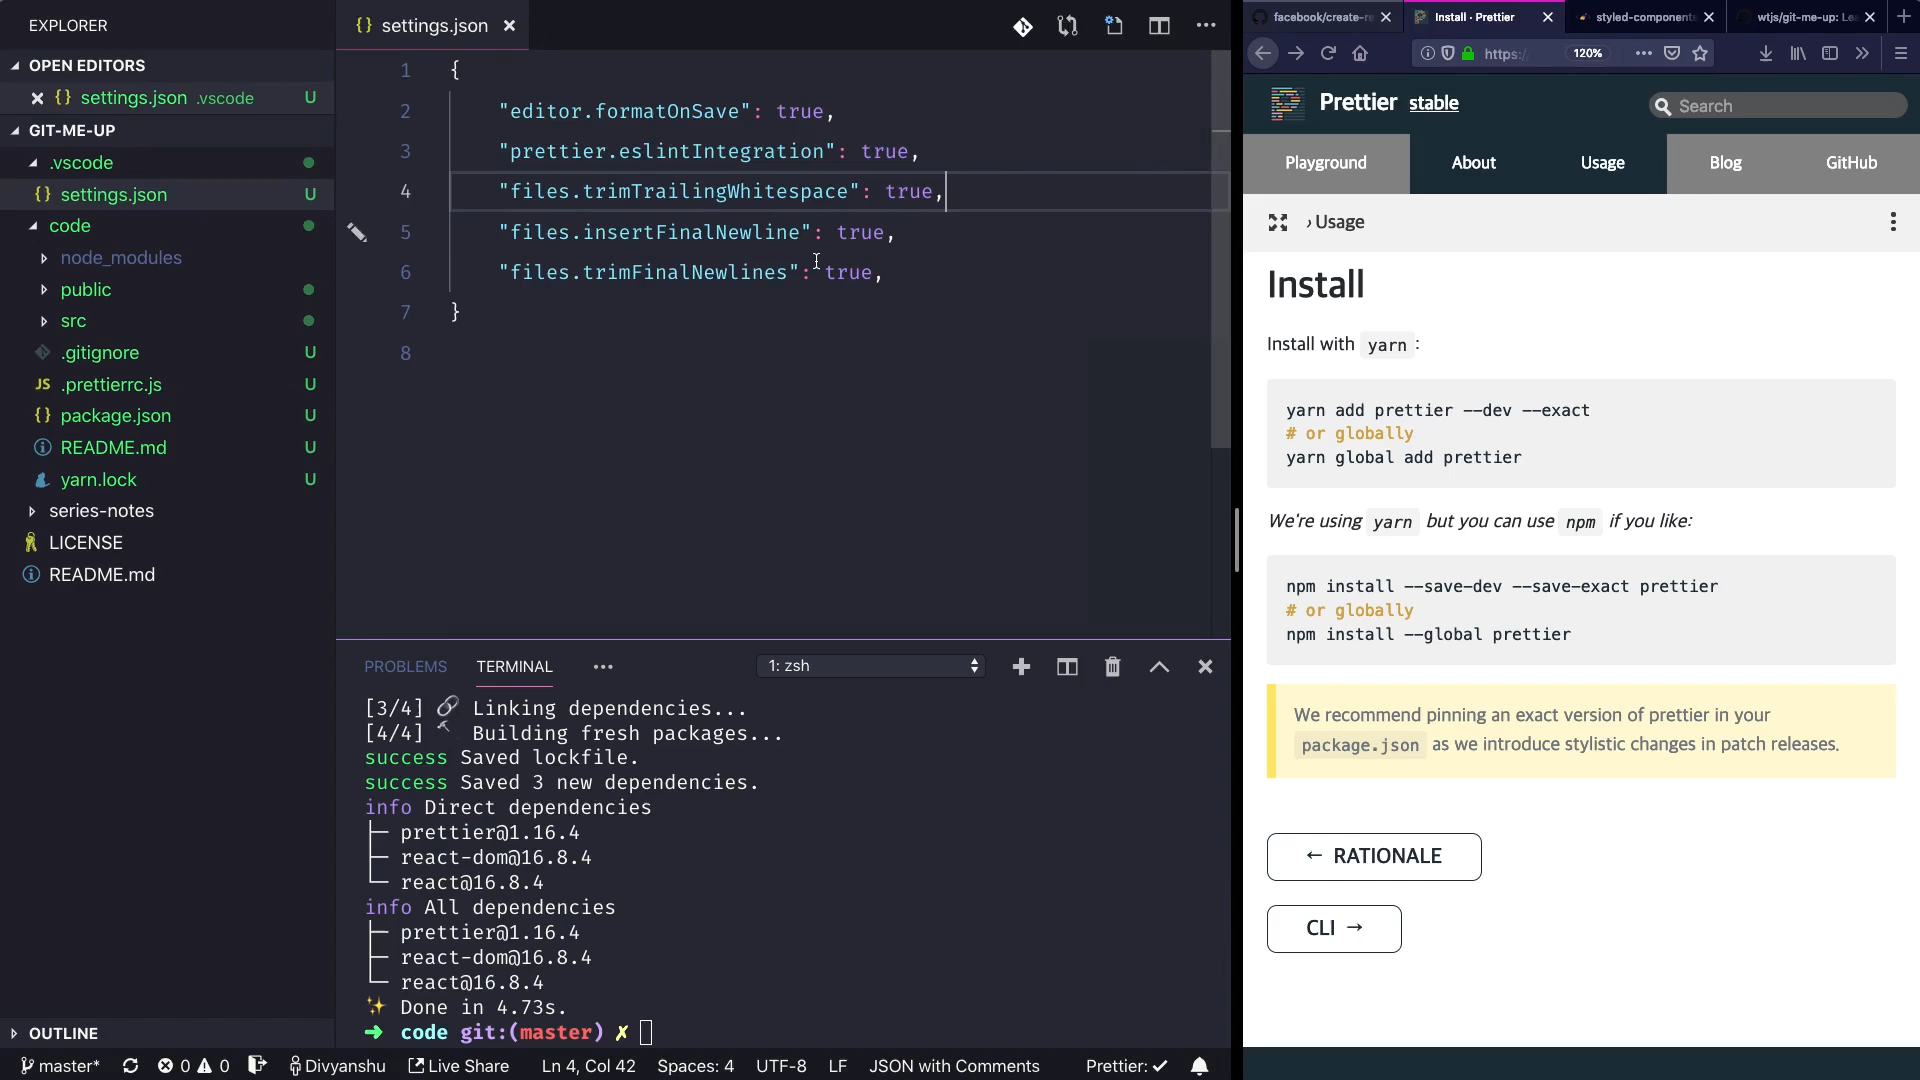 EXPLORER
OPEN EDITORS
settings.json .vscode U
GIT-ME-UP
.vscode
{} settings.json
code
node_modules
public
src
.gitignore U
JS .prettierrc.js U
{} package.json U
README.md U
yarn.lock U
series-notes
LICENSE
README.md
OUTLINE
{} settings.json
1 {
2 "editor.formatOnSave": true,
3 "prettier.eslintIntegration": true,
4 "files.trimTrailingWhitespace": true,
5 "files.insertFinalNewline": true,
6 "files.trimFinalNewlines": true,
7 }
8
PROBLEMS TERMINAL ••• 1: zsh
[3/4] 🔗 Linking dependencies...
[4/4] 🔨 Building fresh packages...
success Saved lockfile.
success Saved 3 new dependencies.
info Direct dependencies
├─ prettier@1.16.4
├─ react-dom@16.8.4
└─ react@16.8.4
info All dependencies
├─ prettier@1.16.4
├─ react-dom@16.8.4
└─ react@16.8.4
✨ Done in 4.73s.
➜ code git:(master) ✗
master* 0 0 Divyanshu Live Share Ln 4, Col 42 Spaces: 4 UTF-8 LF JSON with Comments Prettier: ✓
facebook/create-r Install · Prettier styled-components wtjs/git-me-up: Le
https:/ 120%
Prettier stable Search
Playground About Usage Blog GitHub
› Usage
Install
Install with yarn :
yarn add prettier --dev --exact
# or globally
yarn global add prettier
We're using yarn but you can use npm if you like:
npm install --save-dev --save-exact prettier
# or globally
npm install --global prettier
We recommend pinning an exact version of prettier in your
package.json as we introduce stylistic changes in patch releases.
← RATIONALE
CLI →